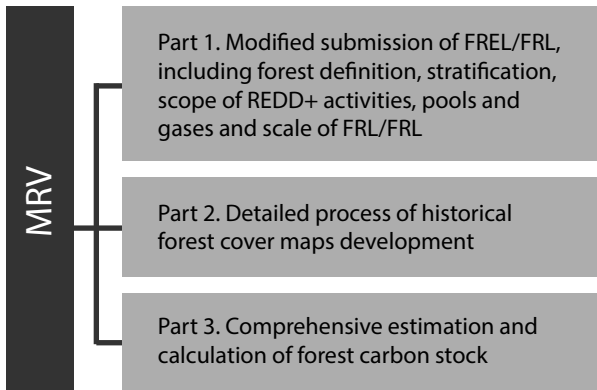 MRV
Part 1. Modified submission of FREL/FRL,
including forest definition, stratification,
scope of REDD+ activities, pools and
gases and scale of FRL/FRL
Part 2. Detailed process of historical
forest cover maps development
Part 3. Comprehensive estimation and
calculation of forest carbon stock